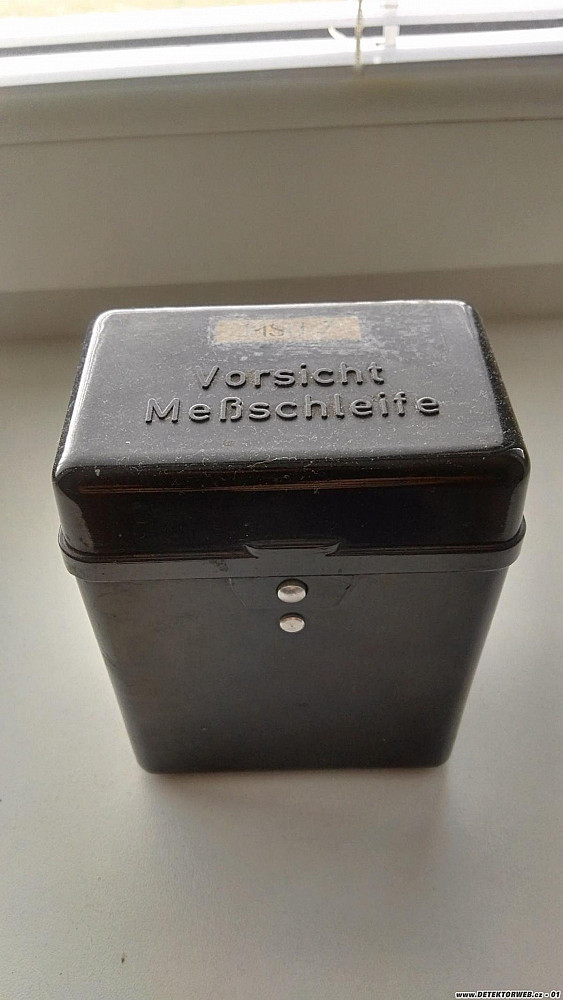 Vorsicht
Meßschleife
www.DETEKTORWEB.cz - 01